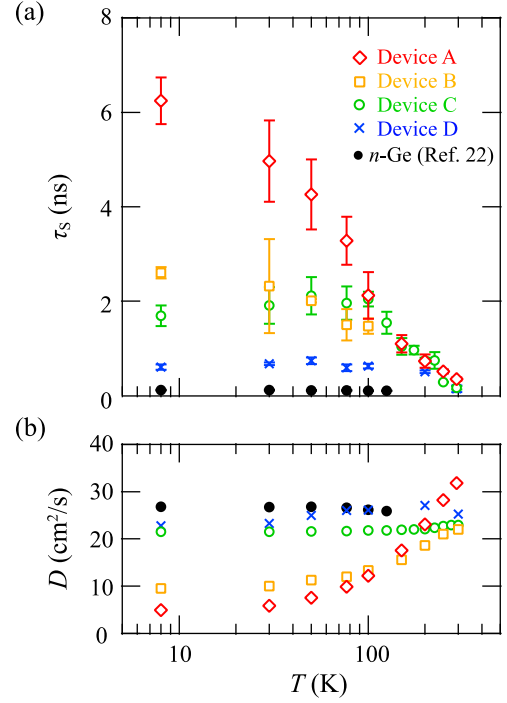 (a)
8
6
4
2
0
τS (ns)
Device A
Device B
Device C
Device D
n-Ge (Ref. 22)
(b)
40
30
20
10
0
D (cm²/s)
10
100
T (K)